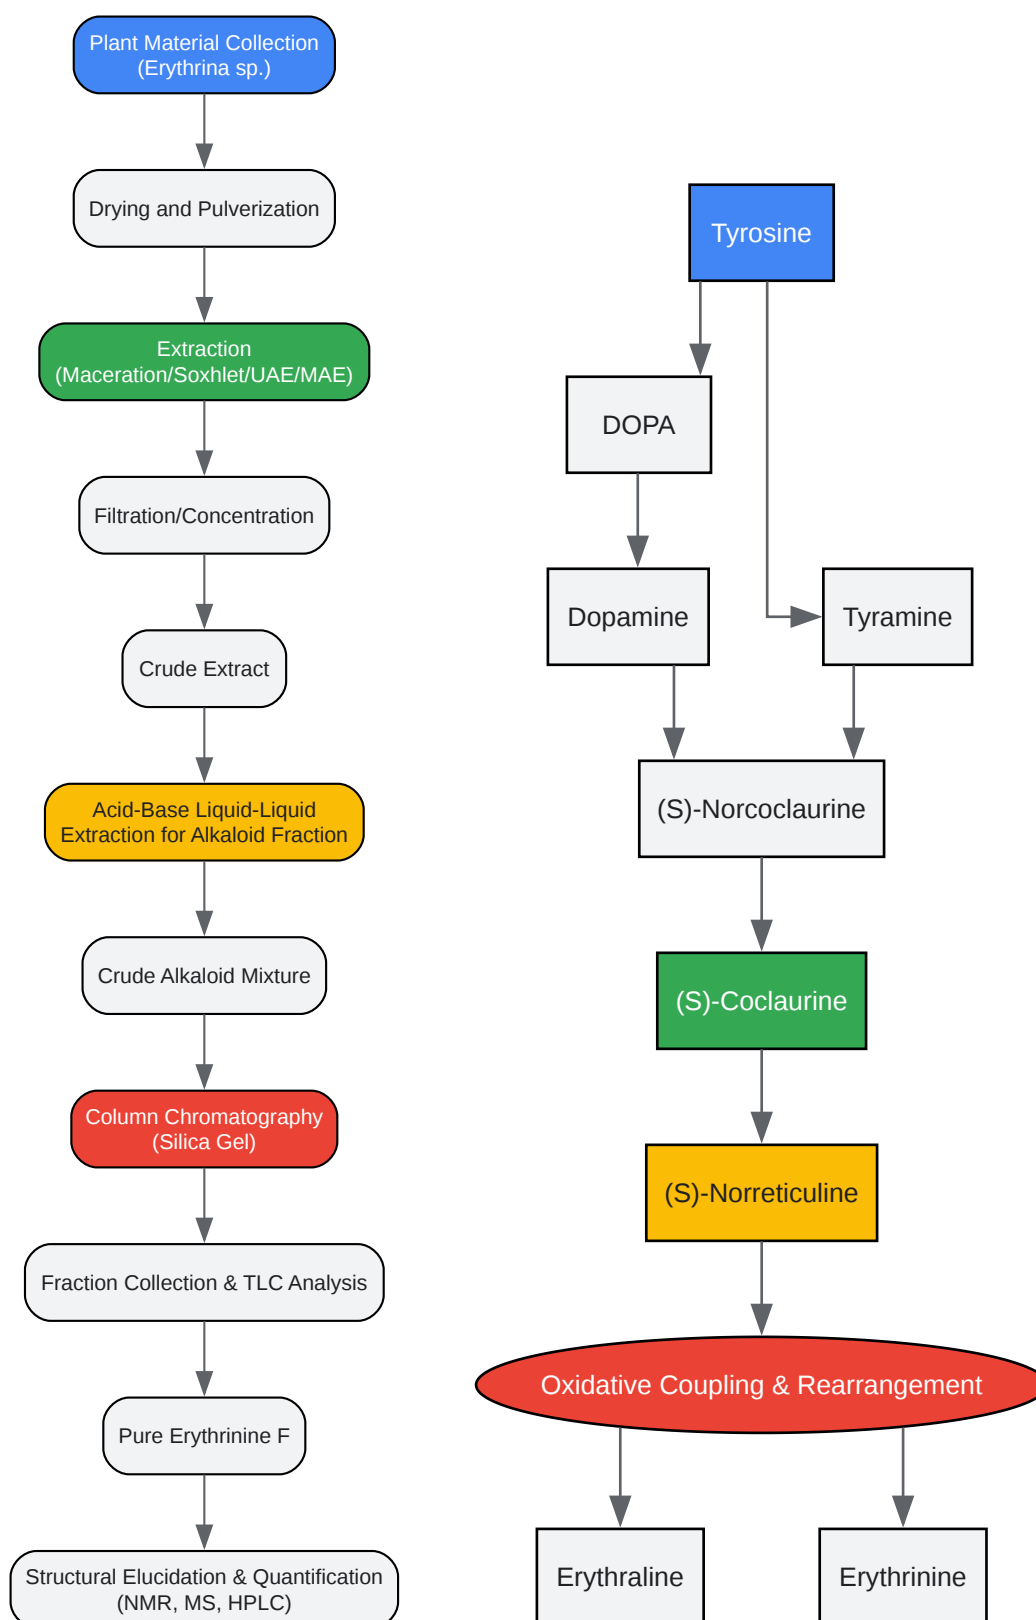 Plant Material Collection
(Erythrina sp.)
Drying and Pulverization
Extraction
(Maceration/Soxhlet/UAE/MAE)
Filtration/Concentration
Crude Extract
Acid-Base Liquid-Liquid
Extraction for Alkaloid Fraction
Crude Alkaloid Mixture
Column Chromatography
(Silica Gel)
Fraction Collection & TLC Analysis
Pure Erythrinine F
Structural Elucidation & Quantification
(NMR, MS, HPLC)
Tyrosine
DOPA
Dopamine
Tyramine
(S)-Norcoclaurine
(S)-Coclaurine
(S)-Norreticuline
Oxidative Coupling & Rearrangement
Erythraline
Erythrinine